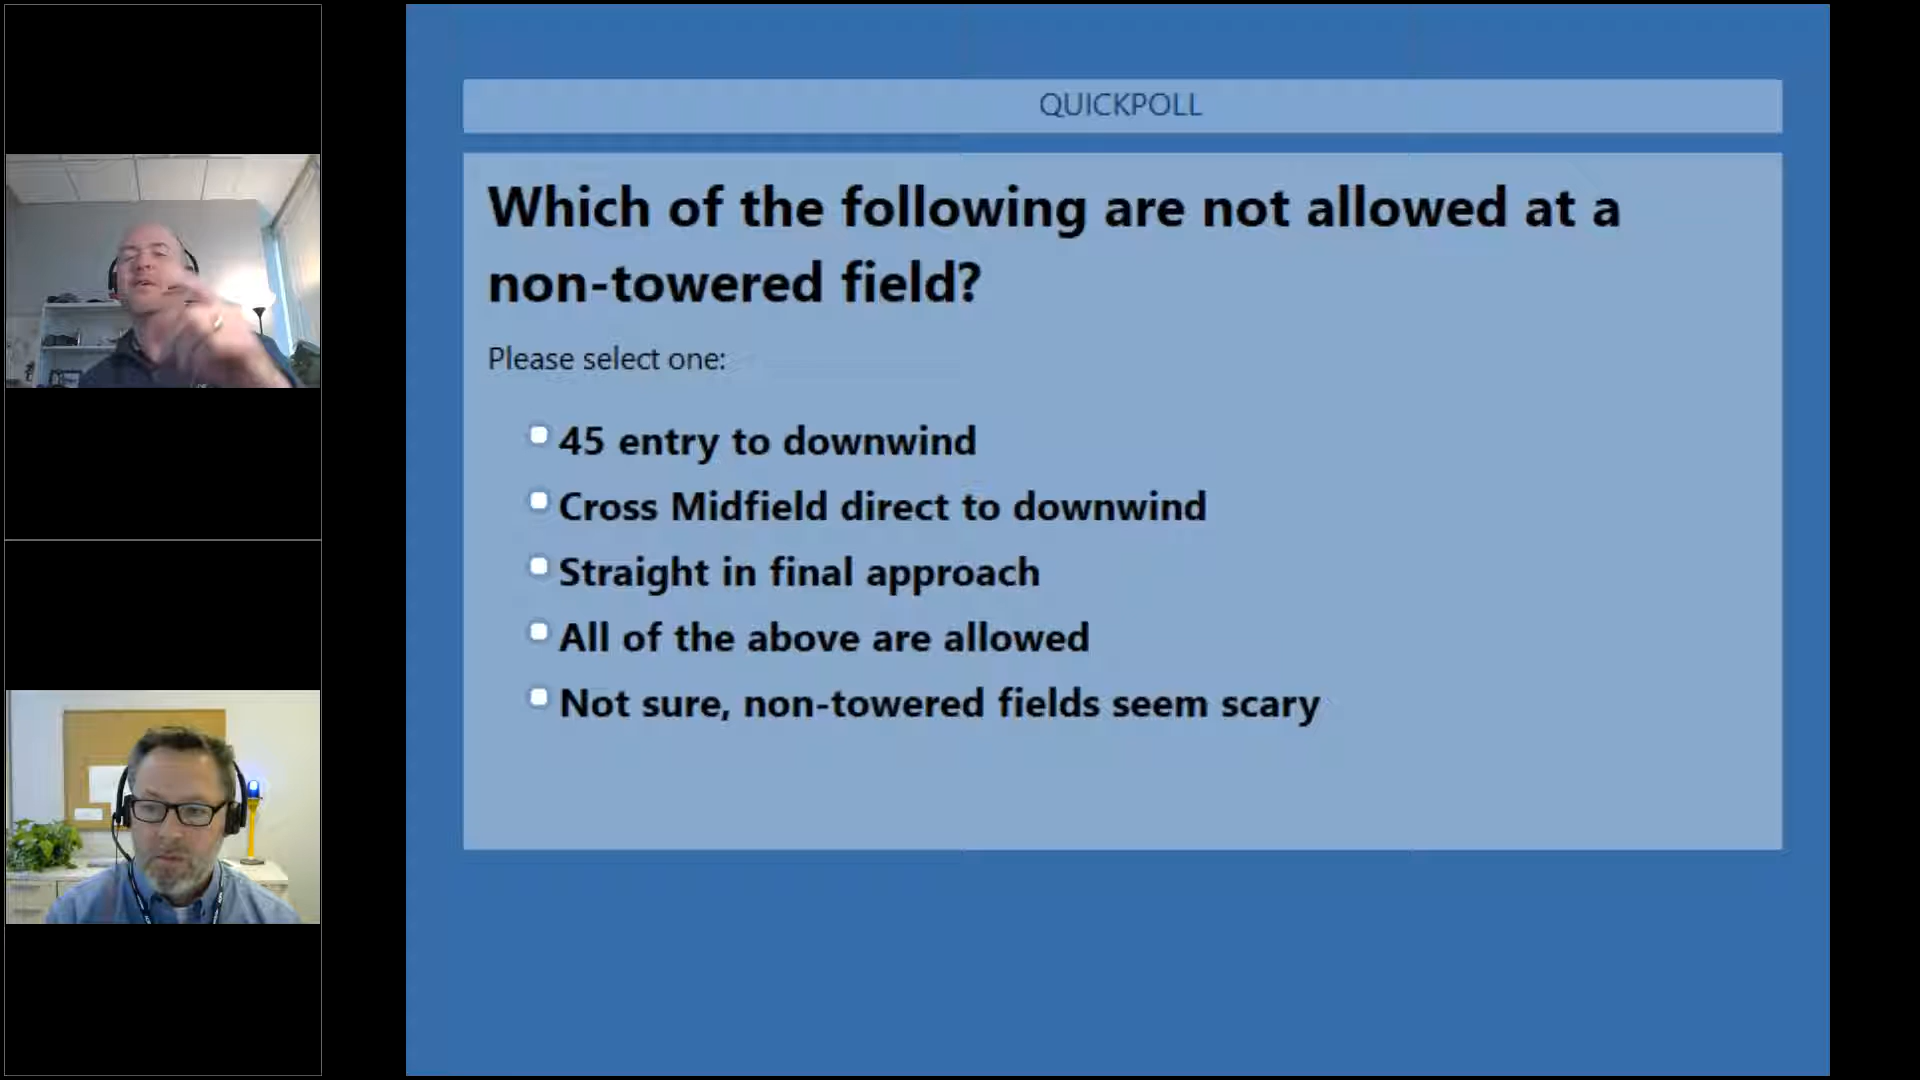 QUICKPOLL
Which of the following are not allowed at a
non-towered field?
Please select one:
45 entry to downwind
Cross Midfield direct to downwind
Straight in final approach
All of the above are allowed
Not sure, non-towered fields seem scary